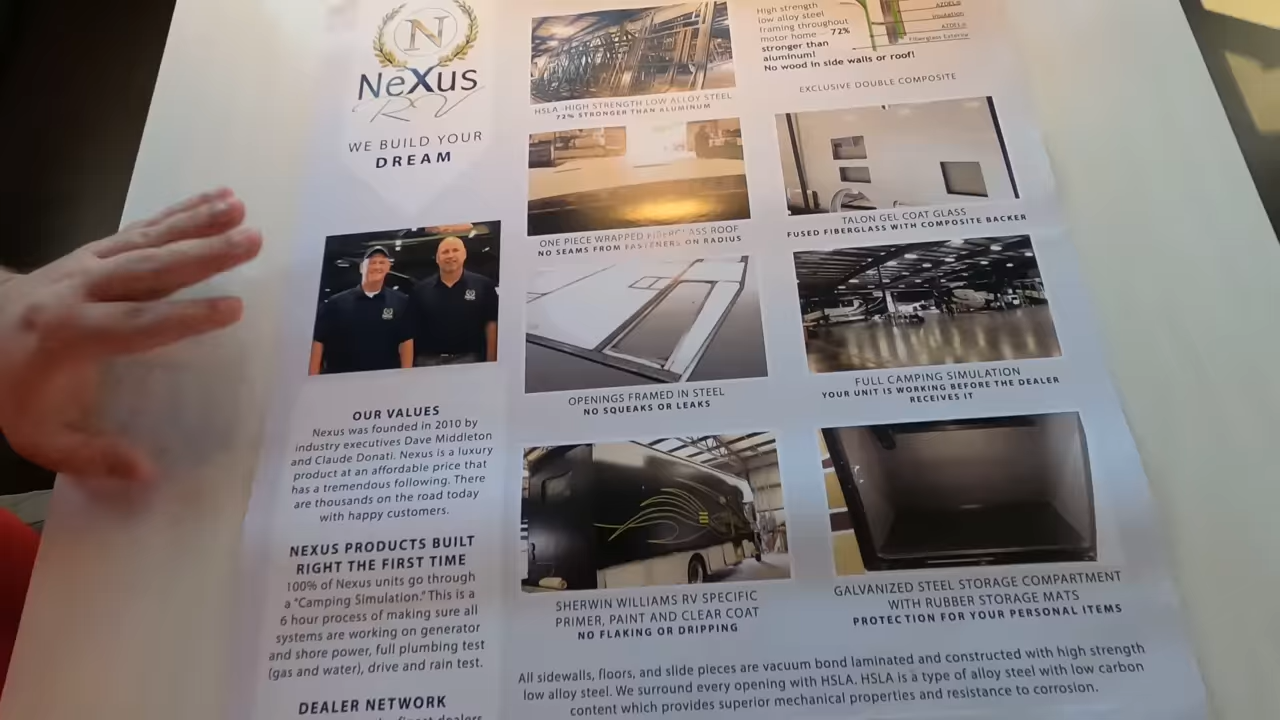 N
NeXus
RV
WE BUILD YOUR
DREAM
OUR VALUES
Nexus was founded in 2010 by
industry executives Dave Middleton
and Claude Donati. Nexus is a luxury
product at an affordable price that
has a tremendous following. There
are thousands on the road today
with happy customers.
NEXUS PRODUCTS BUILT
RIGHT THE FIRST TIME
100% of Nexus units go through
a "Camping Simulation." This is a
6 hour process of making sure all
systems are working on generator
and shore power, full plumbing test
(gas and water), drive and rain test.
DEALER NETWORK
HSLA -HIGH STRENGTH LOW ALLOY STEEL
72% STRONGER THAN ALUMINUM
ONE PIECE WRAPPED FIBERGLASS ROOF
NO SEAMS FROM FASTENERS ON RADIUS
OPENINGS FRAMED IN STEEL
NO SQUEAKS OR LEAKS
SHERWIN WILLIAMS RV SPECIFIC
PRIMER, PAINT AND CLEAR COAT
NO FLAKING OR DRIPPING
High strength
low alloy steel
framing throughout
motor home 72%
stronger than
aluminum!
No wood in side walls or roof!
AZDEL®
Insulation
AZDEL®
Fiberglass Exterior
EXCLUSIVE DOUBLE COMPOSITE
TALON GEL COAT GLASS
FUSED FIBERGLASS WITH COMPOSITE BACKER
FULL CAMPING SIMULATION
YOUR UNIT IS WORKING BEFORE THE DEALER
RECEIVES IT
GALVANIZED STEEL STORAGE COMPARTMENT
WITH RUBBER STORAGE MATS
PROTECTION FOR YOUR PERSONAL ITEMS
All sidewalls, floors, and slide pieces are vacuum bond laminated and constructed with high strength
low alloy steel. We surround every opening with HSLA. HSLA is a type of alloy steel with low carbon
content which provides superior mechanical properties and resistance to corrosion.